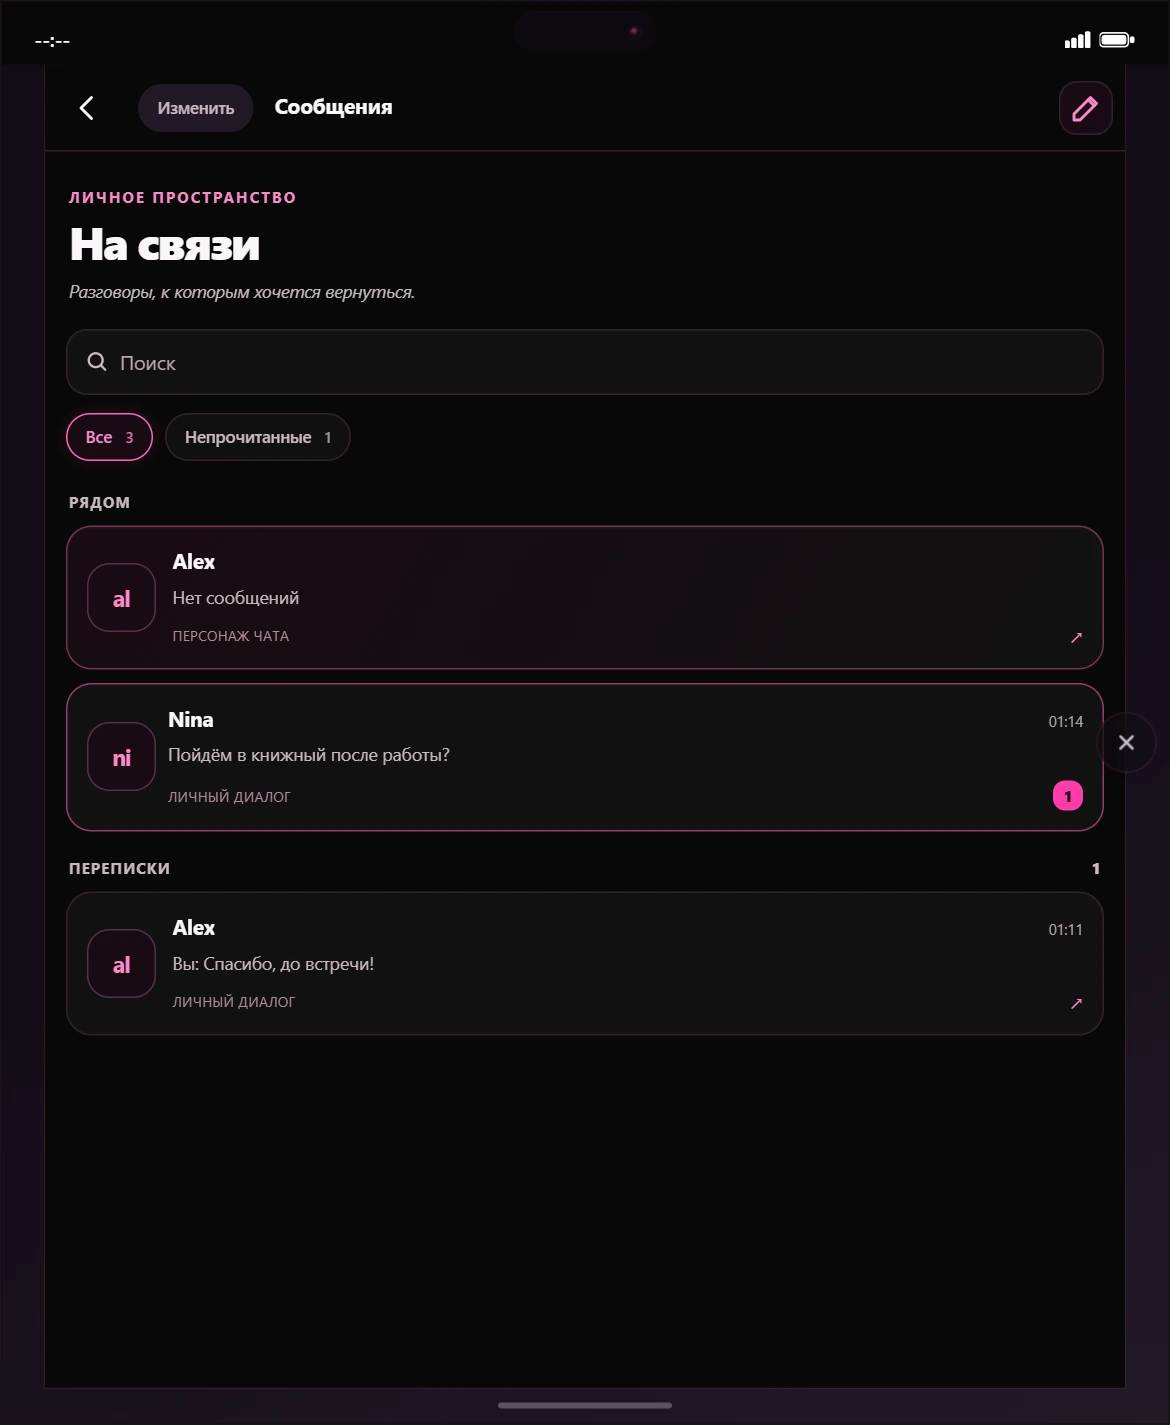 --:--
Изменить
Сообщения
ЛИЧНОЕ ПРОСТРАНСТВО
На связи
Разговоры, к которым хочется вернуться.
Поиск
Все 3
Непрочитанные 1
РЯДОМ
al
Alex
Нет сообщений
ПЕРСОНАЖ ЧАТА
ni
Nina
01:14
Пойдём в книжный после работы?
ЛИЧНЫЙ ДИАЛОГ
1
ПЕРЕПИСКИ
1
al
Alex
01:11
Вы: Спасибо, до встречи!
ЛИЧНЫЙ ДИАЛОГ